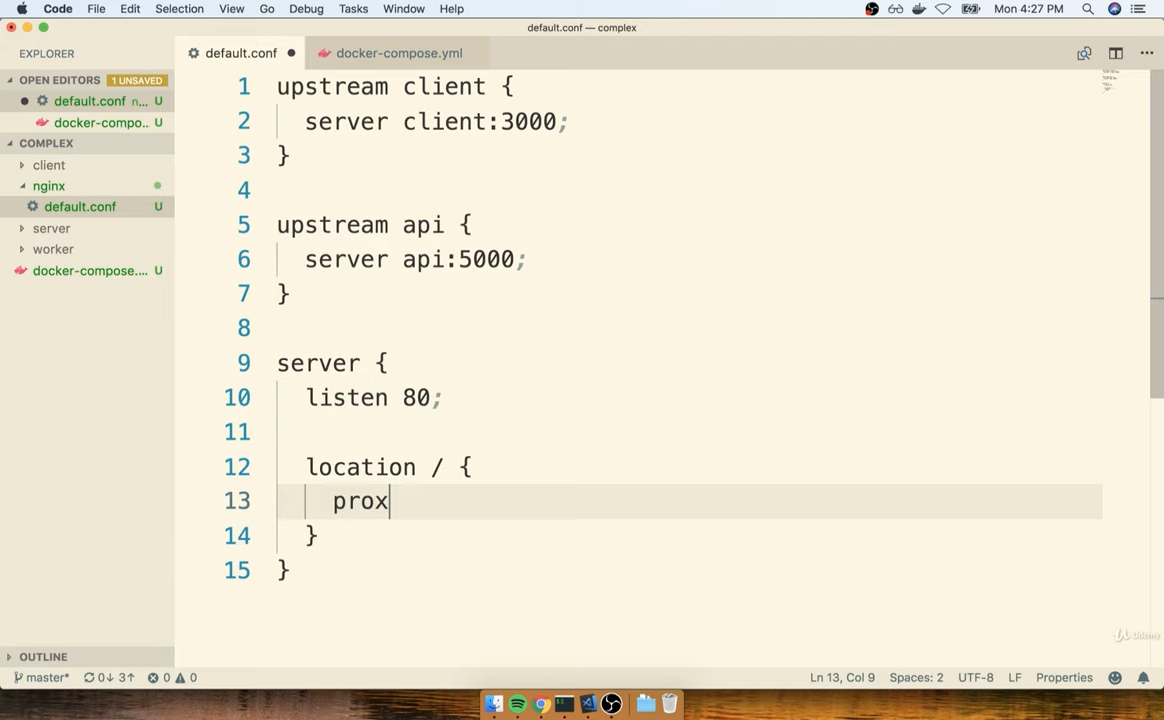 Code File Edit Selection View Go Debug Tasks Window Help Mon 4:27 PM
default.conf — complex
EXPLORER
default.conf
docker-compose.yml
OPEN EDITORS 1 UNSAVED
default.conf n... U
docker-compo.. U
COMPLEX
client
nginx
default.conf U
server
worker
docker-compose.... U
OUTLINE
1 upstream client {
2 server client:3000;
3 }
4
5 upstream api {
6 server api:5000;
7 }
8
9 server {
10 listen 80;
11
12 location / {
13 prox
14 }
15 }
Udemy
master* 0↓ 3↑ 0 0 Ln 13, Col 9 Spaces: 2 UTF-8 LF Properties